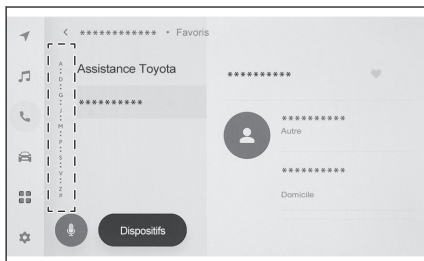 ************ • Favoris
A
•
D
•
G
•
J
•
M
•
P
•
S
•
V
•
Z
#
Assistance Toyota
**********
**********
**********
Autre
**********
Domicile
Dispositifs